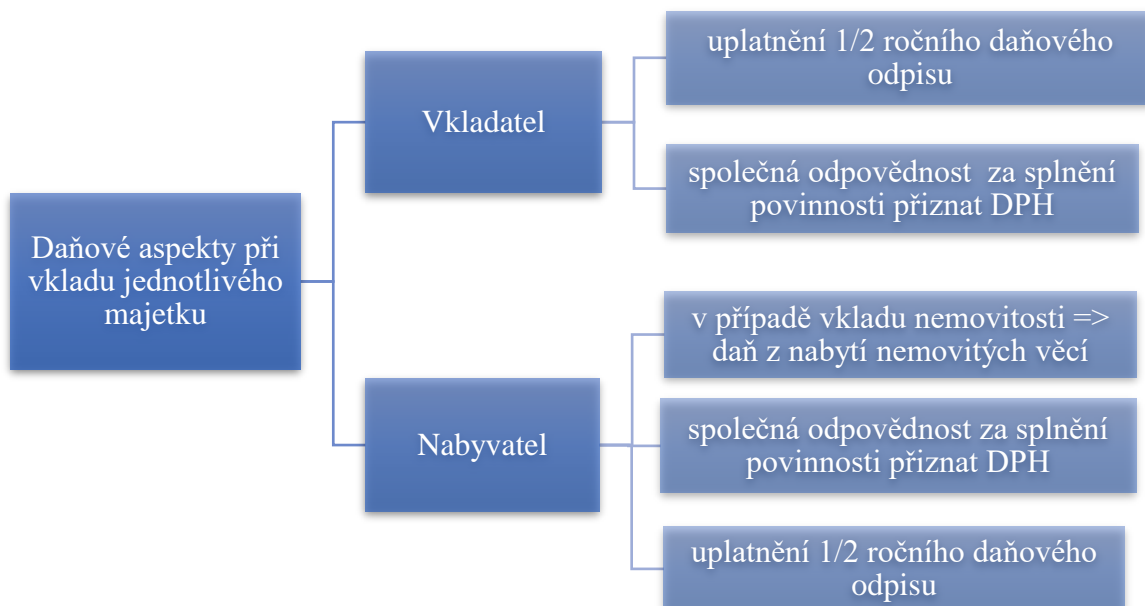 Daňové aspekty při
vkladu jednotlivého
majetku
Vkladatel
uplatnění 1/2 ročního daňového
odpisu
společná odpovědnost za splnění
povinnosti přiznat DPH
Nabyvatel
v případě vkladu nemovitosti =>
daň z nabytí nemovitých věcí
společná odpovědnost za splnění
povinnosti přiznat DPH
uplatnění 1/2 ročního daňového
odpisu